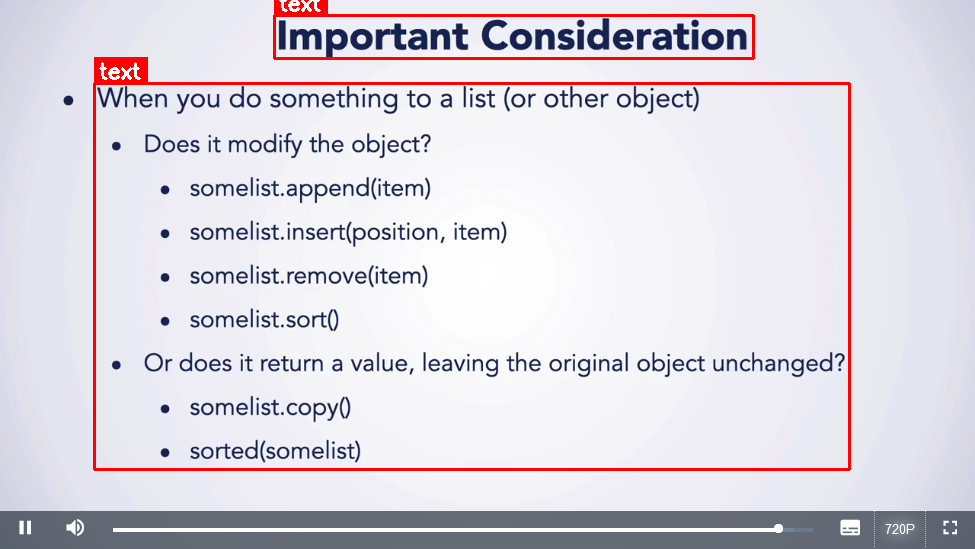 text
Important Consideration
text
• When you do something to a list (or other object)
• Does it modify the object?
• somelist.append(item)
• somelist.insert(position, item)
• somelist.remove(item)
• somelist.sort()
• Or does it return a value, leaving the original object unchanged?
• somelist.copy()
• sorted(somelist)
720P